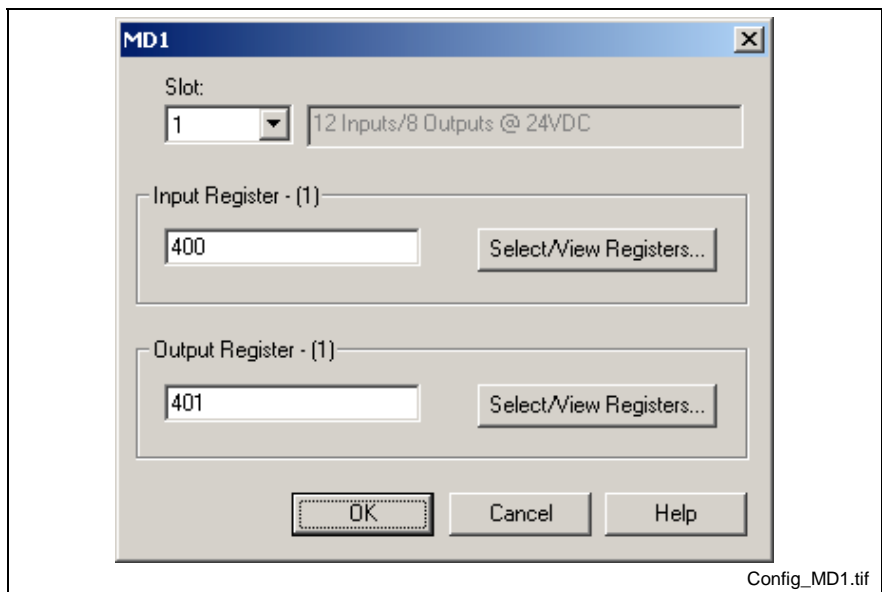 MD1
Slot:
1 12 Inputs/8 Outputs @ 24VDC
Input Register - (1)
400 Select/View Registers...
Output Register - (1)
401 Select/View Registers...
OK Cancel Help
Config_MD1.tif